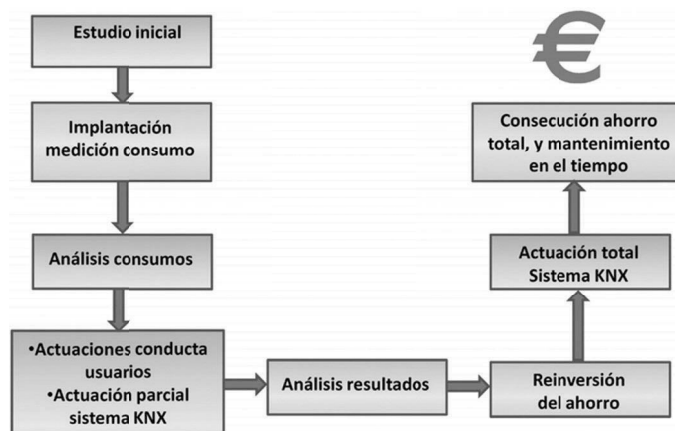 Estudio inicial
Implantación
medición consumo
Análisis consumos
•Actuaciones conducta
usuarios
•Actuación parcial
sistema KNX
Análisis resultados
Reinversión
del ahorro
Actuación total
Sistema KNX
Consecución ahorro
total, y mantenimiento
en el tiempo
€